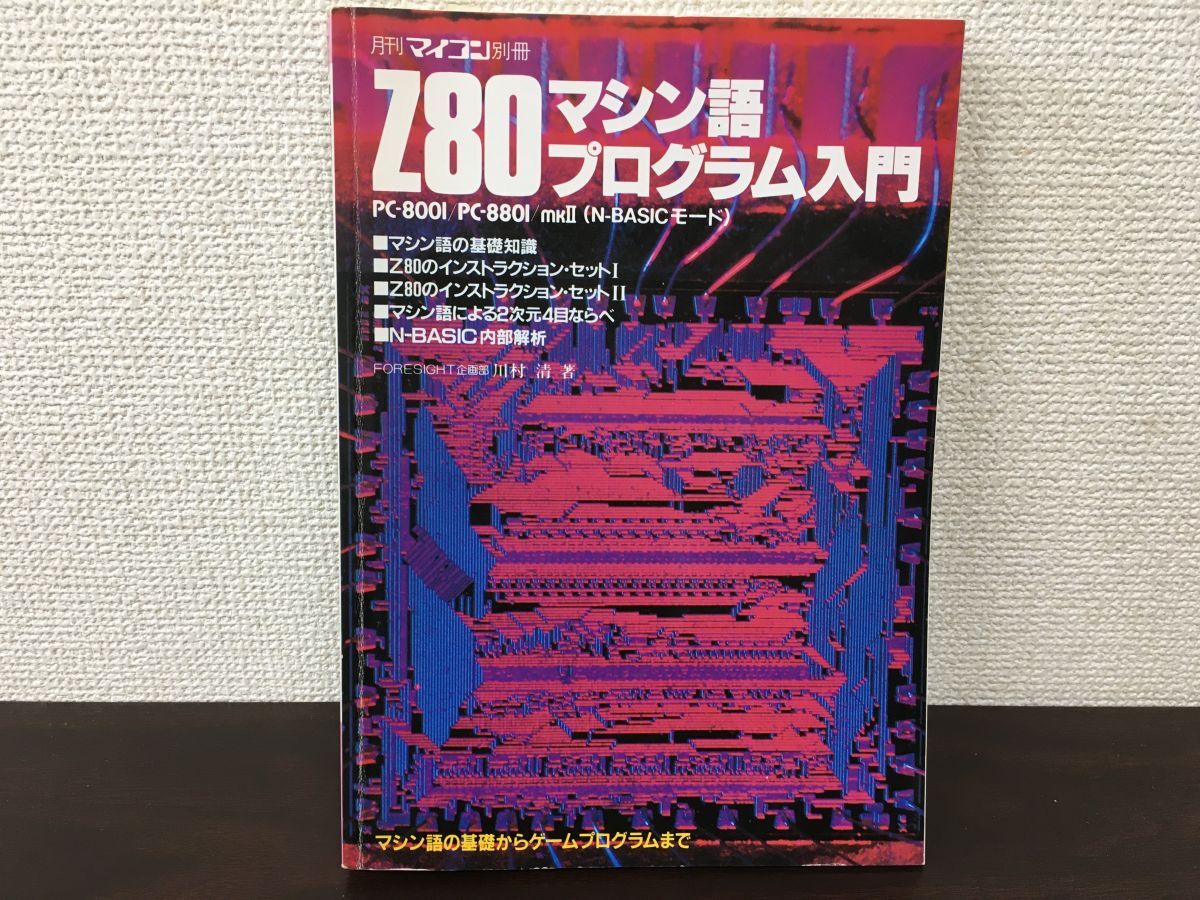 月刊マイコン別冊
Z80マシン語
プログラム入門
PC-8001/PC-8801/mkII(N-BASICモード)
■マシン語の基礎知識
■Z80のインストラクション・セットI
■Z80のインストラクション・セットII
■マシン語による2次元4目ならべ
■N-BASIC内部解析
FORESIGHT企画部 川村 清 著
マシン語の基礎からゲームプログラムまで